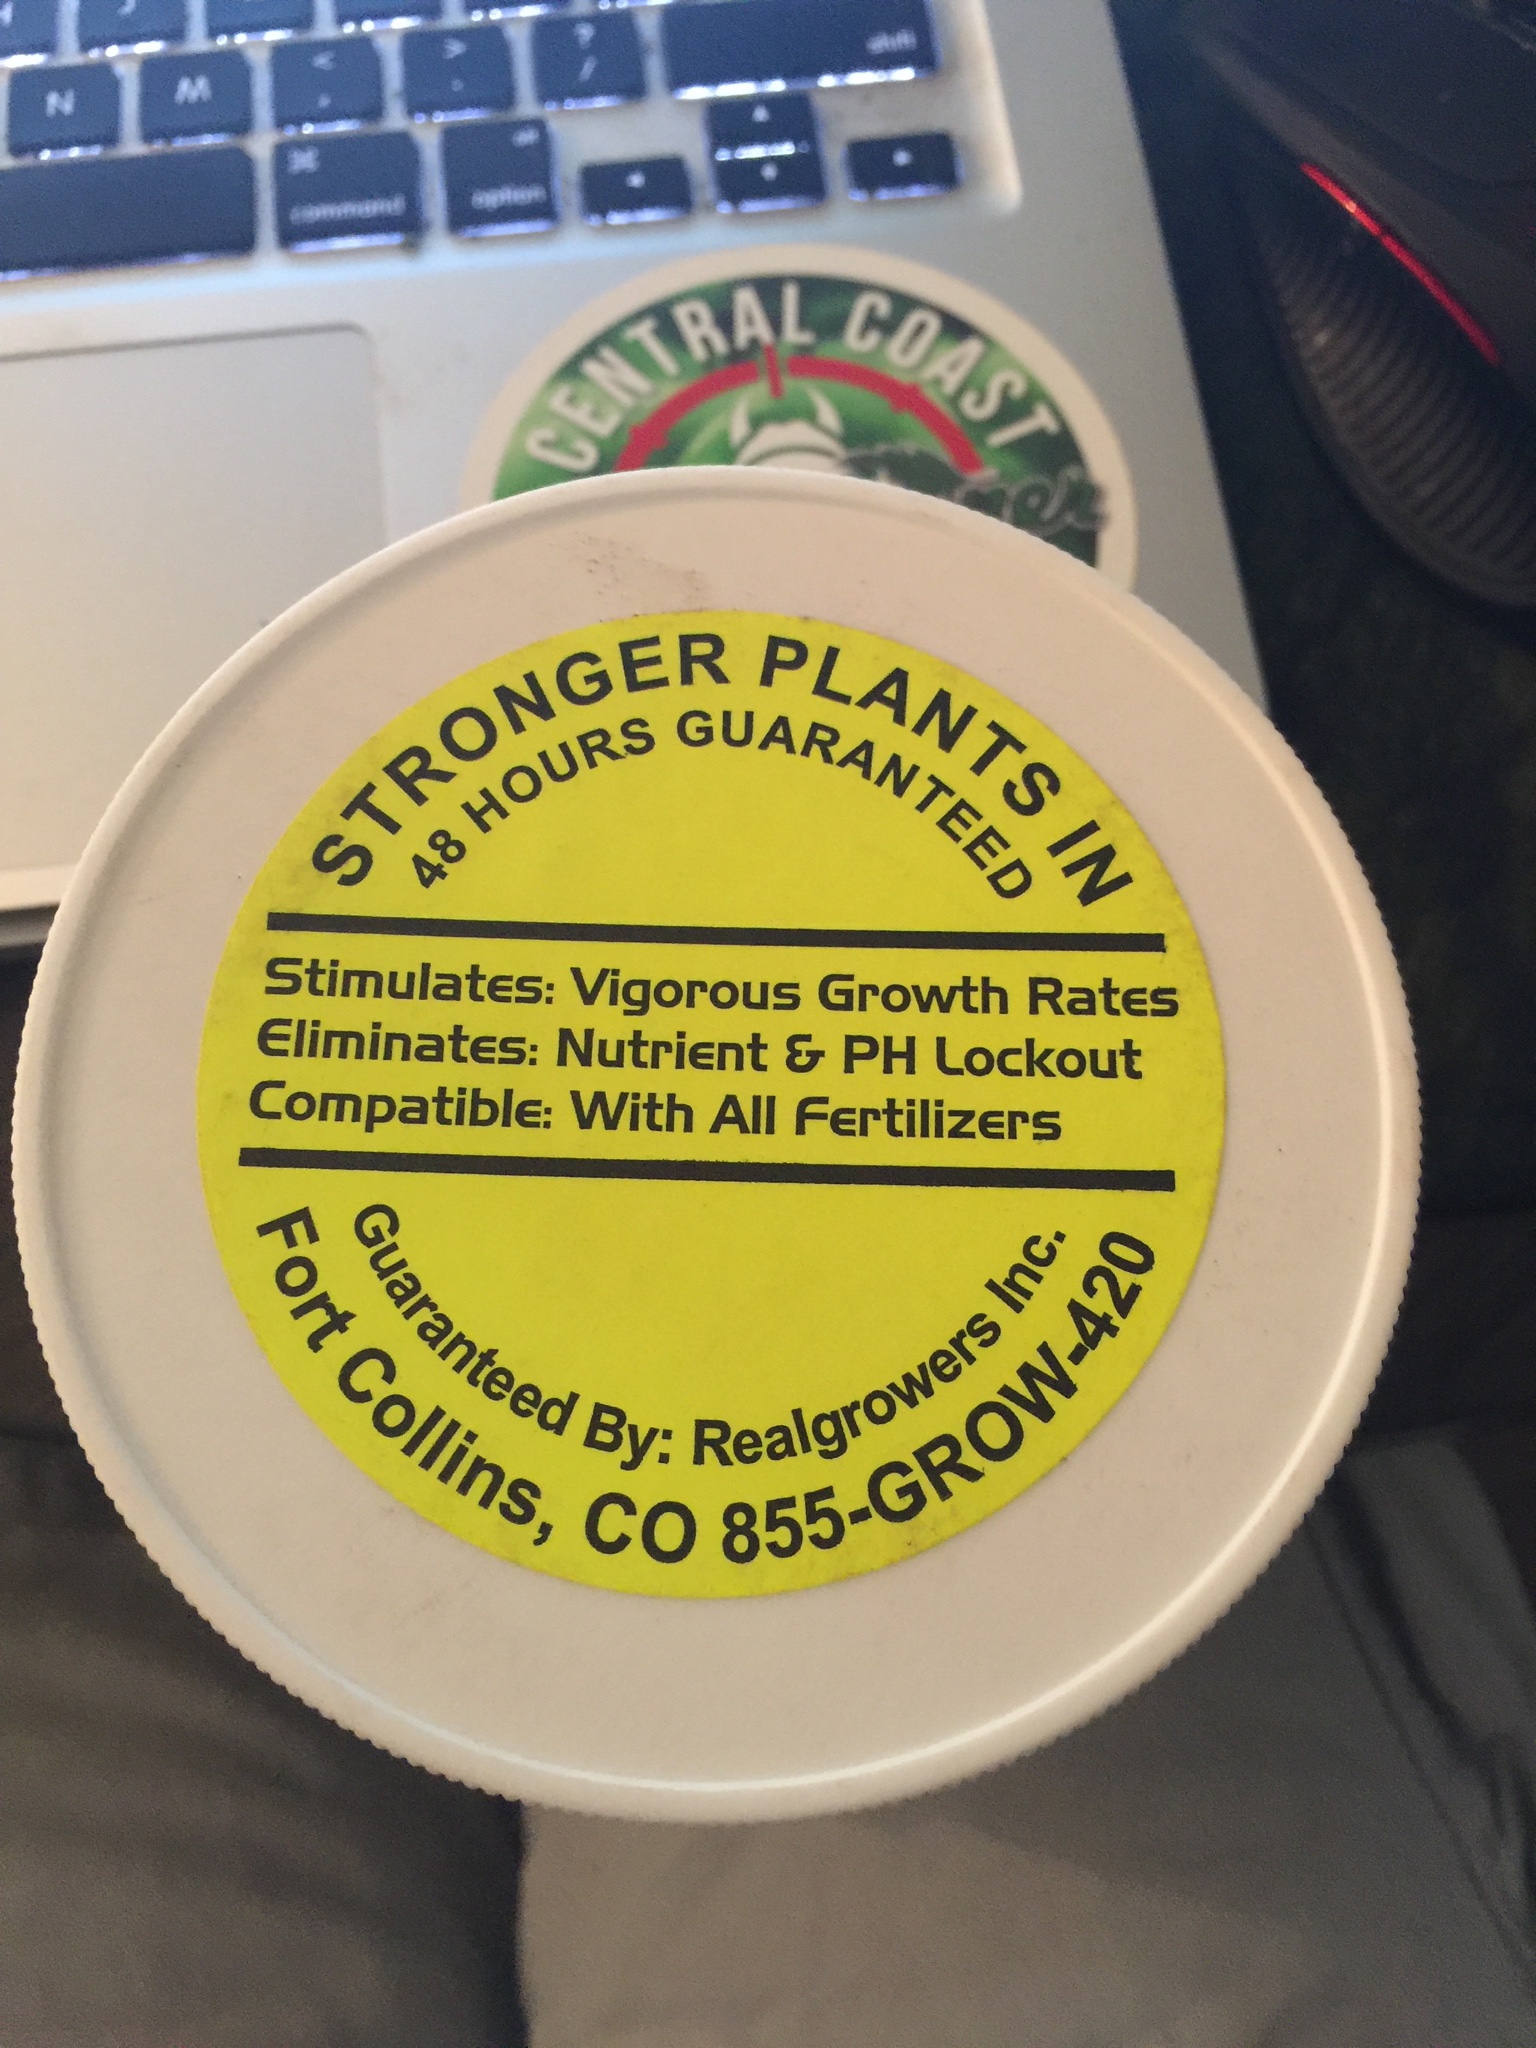 N M < , > . ? / shift
⌘ command option
CENTRAL COAST
STRONGER PLANTS IN
48 HOURS GUARANTEED
Stimulates: Vigorous Growth Rates
Eliminates: Nutrient & PH Lockout
Compatible: With All Fertilizers
Guaranteed By: Realgrowers Inc.
Fort Collins, CO 855-GROW-420